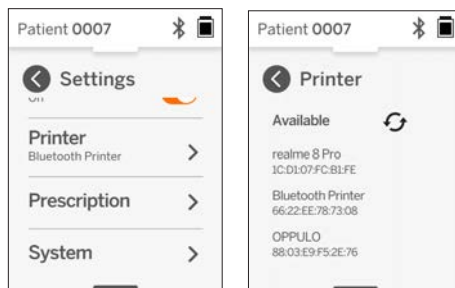 Patient 0007
Settings
On
Printer
Bluetooth Printer
Prescription
System
Patient 0007
Printer
Available
realme 8 Pro
1C:D1:07:FC:B1:FE
Bluetooth Printer
66:22:EE:78:73:08
OPPULO
88:03:E9:F5:2E:76